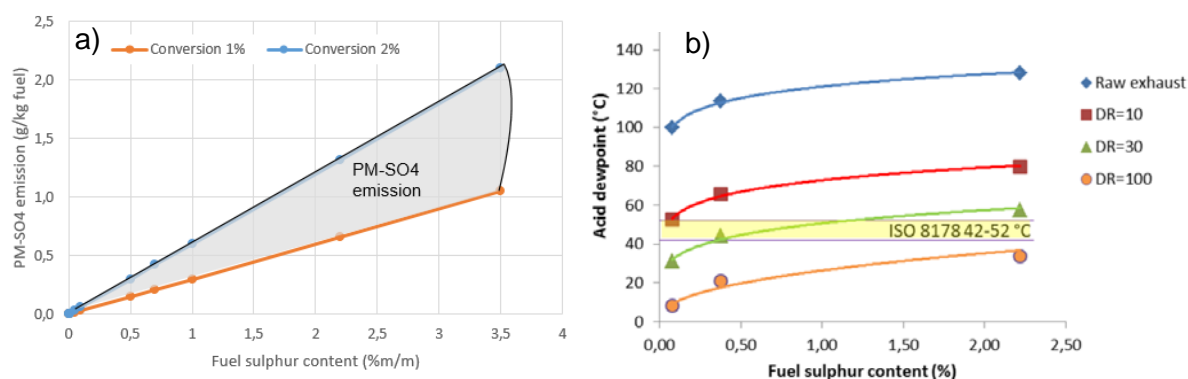 a)
Conversion 1%
Conversion 2%
PM-SO4 emission (g/kg fuel)
2,5
2,0
1,5
1,0
0,5
0,0
PM-SO4
emission
0
0,5
1
1,5
2
2,5
3
3,5
4
Fuel sulphur content (%m/m)
b)
Acid dewpoint (°C)
140
120
100
80
60
40
20
0
ISO 8178 42-52 °C
0,00
0,50
1,00
1,50
2,00
2,50
Fuel sulphur content (%)
Raw exhaust
DR=10
DR=30
DR=100